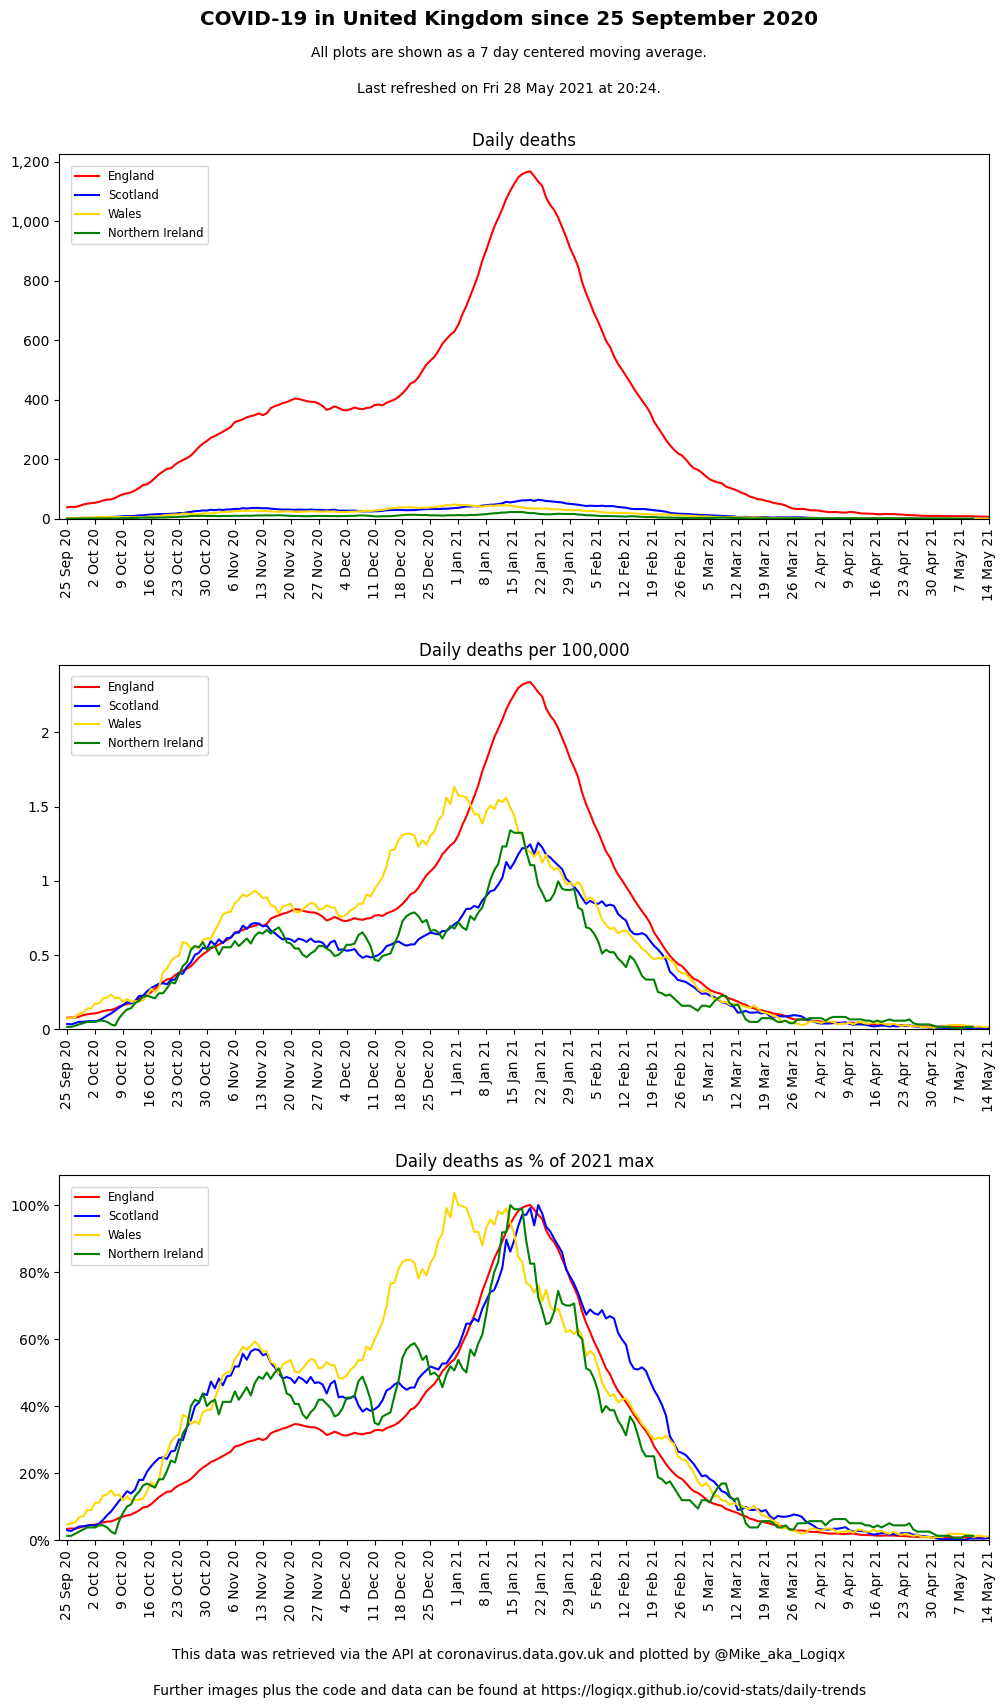 COVID-19 in United Kingdom since 25 September 2020
All plots are shown as a 7 day centered moving average.
Last refreshed on Fri 28 May 2021 at 20:24.
Daily deaths
1,200
1,000
800
600
400
200
0
England
Scotland
Wales
Northern Ireland
25 Sep 20
2 Oct 20
9 Oct 20
16 Oct 20
23 Oct 20
30 Oct 20
6 Nov 20
13 Nov 20
20 Nov 20
27 Nov 20
4 Dec 20
11 Dec 20
18 Dec 20
25 Dec 20
1 Jan 21
8 Jan 21
15 Jan 21
22 Jan 21
29 Jan 21
5 Feb 21
12 Feb 21
19 Feb 21
26 Feb 21
5 Mar 21
12 Mar 21
19 Mar 21
26 Mar 21
2 Apr 21
9 Apr 21
16 Apr 21
23 Apr 21
30 Apr 21
7 May 21
14 May 21
Daily deaths per 100,000
2
1.5
1
0.5
0
England
Scotland
Wales
Northern Ireland
25 Sep 20
2 Oct 20
9 Oct 20
16 Oct 20
23 Oct 20
30 Oct 20
6 Nov 20
13 Nov 20
20 Nov 20
27 Nov 20
4 Dec 20
11 Dec 20
18 Dec 20
25 Dec 20
1 Jan 21
8 Jan 21
15 Jan 21
22 Jan 21
29 Jan 21
5 Feb 21
12 Feb 21
19 Feb 21
26 Feb 21
5 Mar 21
12 Mar 21
19 Mar 21
26 Mar 21
2 Apr 21
9 Apr 21
16 Apr 21
23 Apr 21
30 Apr 21
7 May 21
14 May 21
Daily deaths as % of 2021 max
100%
80%
60%
40%
20%
0%
England
Scotland
Wales
Northern Ireland
25 Sep 20
2 Oct 20
9 Oct 20
16 Oct 20
23 Oct 20
30 Oct 20
6 Nov 20
13 Nov 20
20 Nov 20
27 Nov 20
4 Dec 20
11 Dec 20
18 Dec 20
25 Dec 20
1 Jan 21
8 Jan 21
15 Jan 21
22 Jan 21
29 Jan 21
5 Feb 21
12 Feb 21
19 Feb 21
26 Feb 21
5 Mar 21
12 Mar 21
19 Mar 21
26 Mar 21
2 Apr 21
9 Apr 21
16 Apr 21
23 Apr 21
30 Apr 21
7 May 21
14 May 21
This data was retrieved via the API at coronavirus.data.gov.uk and plotted by @Mike_aka_Logiqx
Further images plus the code and data can be found at https://logiqx.github.io/covid-stats/daily-trends